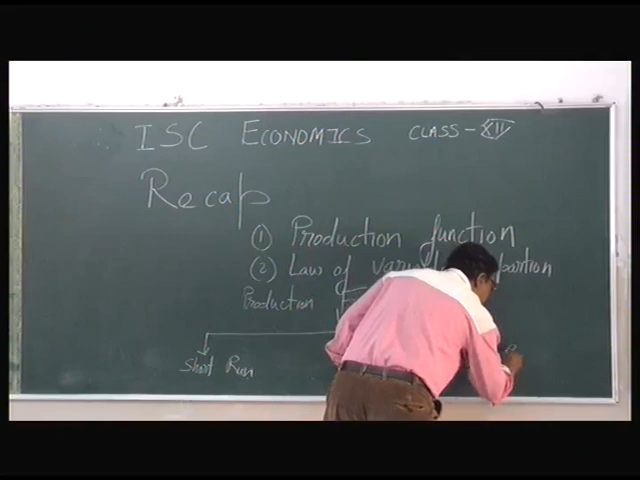 ISC ECONOMICS CLASS - XII
Recap
(1) Production function
(2) Law of
Production
Short Run